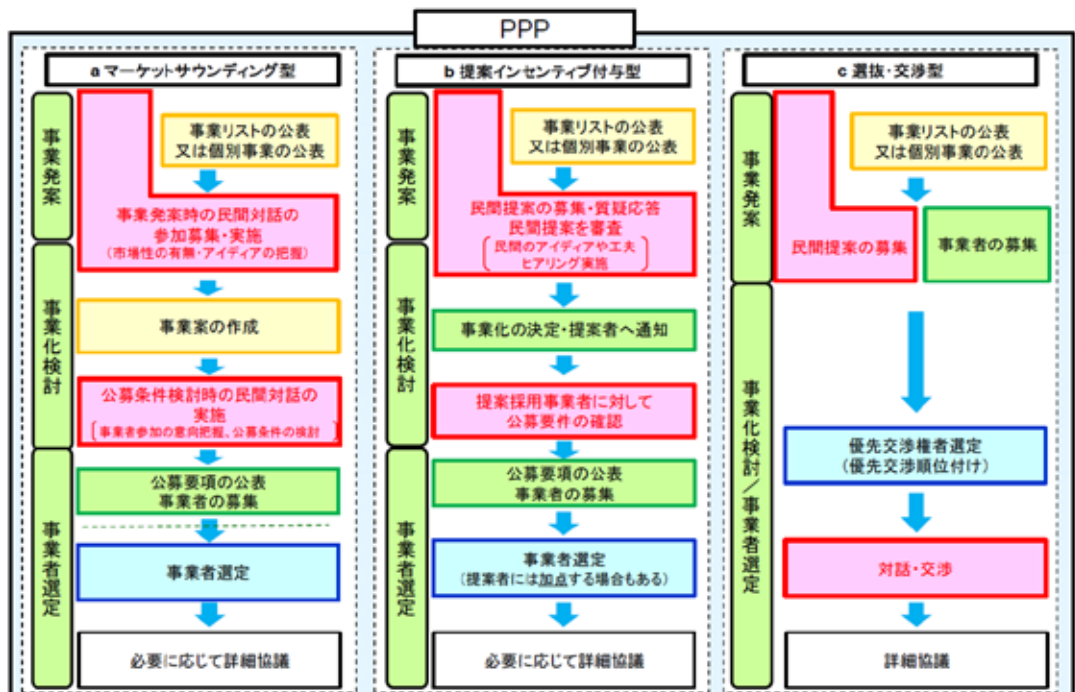 PPP
a マーケットサウンディング型
事業発案
事業リストの公表
又は個別事業の公表
事業発案時の民間対話の
参加募集・実施
(市場性の有無・アイディアの把握)
事業化検討
事業案の作成
公募条件検討時の民間対話の
実施
事業者参加の意向把握、公募条件の検討
事業者選定
公募要項の公表
事業者の募集
事業者選定
必要に応じて詳細協議
b 提案インセンティブ付与型
事業発案
事業リストの公表
又は個別事業の公表
民間提案の募集・質疑応答
民間提案を審査
民間のアイディアや工夫
ヒアリング実施
事業化検討
事業化の決定・提案者へ通知
提案採用事業者に対して
公募要件の確認
事業者選定
公募要項の公表
事業者の募集
事業者選定
(提案者には加点する場合もある)
必要に応じて詳細協議
c 選抜・交渉型
事業発案
事業リストの公表
又は個別事業の公表
民間提案の募集
事業者の募集
事業化検討/事業者選定
優先交渉権者選定
(優先交渉順位付け)
対話・交渉
詳細協議